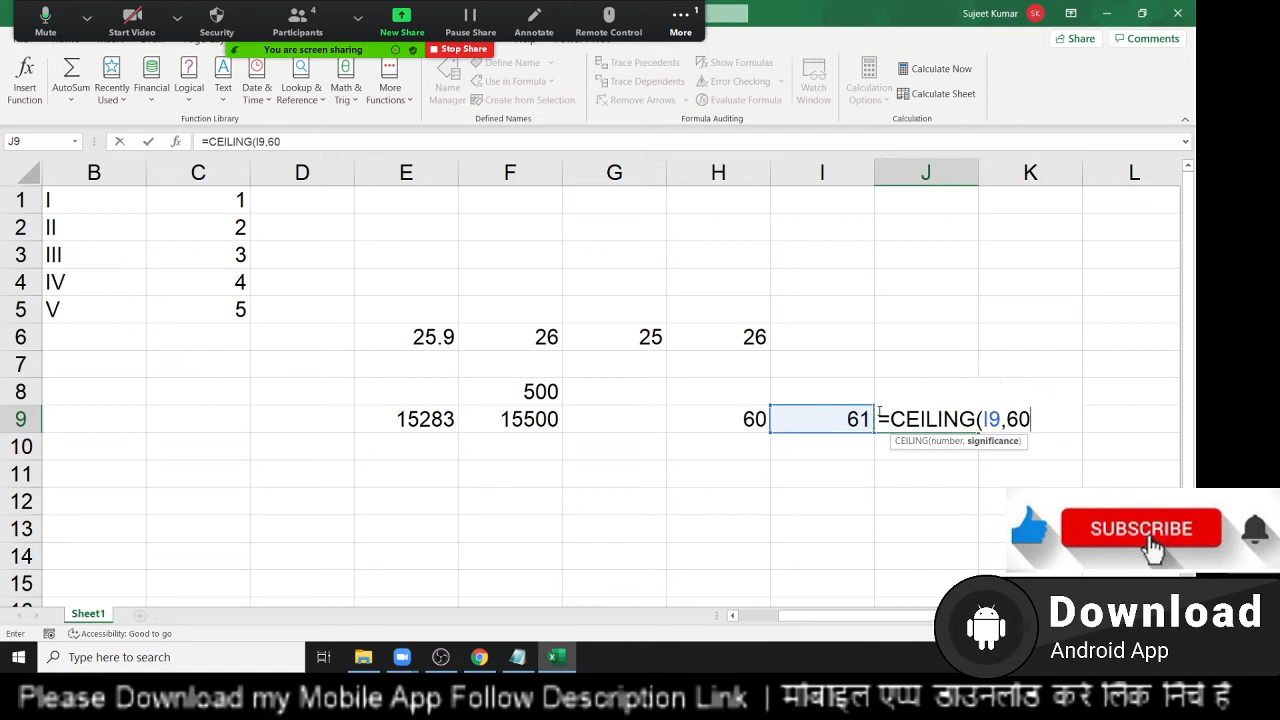 Mute
Start Video
Security
4
Participants
New Share
Pause Share
Annotate
Remote Control
1
More
Sujeet Kumar
SK
You are screen sharing
Stop Share
Share
Comments
Insert Function
AutoSum
Recently Used
Financial
Logical
Text
Date & Time
Lookup & Reference
Math & Trig
More Functions
Function Library
Name Manager
Define Name
Use in Formula
Create from Selection
Defined Names
Trace Precedents
Trace Dependents
Remove Arrows
Show Formulas
Error Checking
Evaluate Formula
Formula Auditing
Watch Window
Calculation Options
Calculate Now
Calculate Sheet
Calculation
J9
fx
=CEILING(I9,60
B C D E F G H I J K L
1 I 1
2 II 2
3 III 3
4 IV 4
5 V 5
6 25.9 26 25 26
7
8 500
9 15283 15500 60 61 =CEILING(I9,60
CEILING(number, significance)
10
11
12
13
14
15
SUBSCRIBE
Download
Android App
Sheet1
Enter
Accessibility: Good to go
Type here to search
Please Download my Mobile App Follow Description Link | मोबाइल एप्प डाउनलोड करे लिंक निचे है